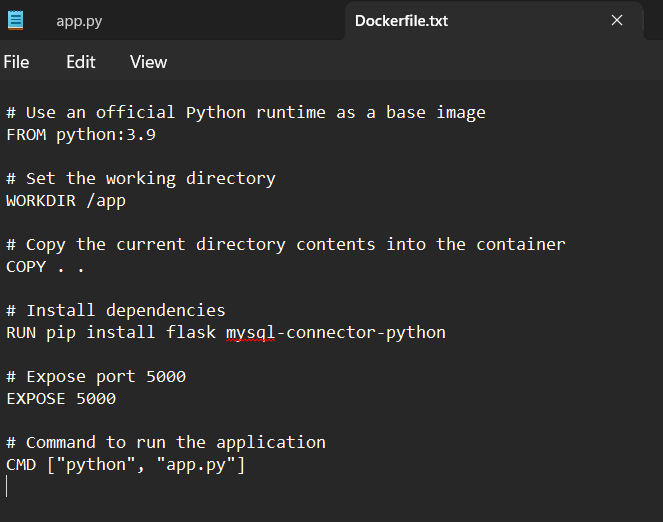 app.py
Dockerfile.txt
File Edit View
# Use an official Python runtime as a base image
FROM python:3.9
# Set the working directory
WORKDIR /app
# Copy the current directory contents into the container
COPY . .
# Install dependencies
RUN pip install flask mysql-connector-python
# Expose port 5000
EXPOSE 5000
# Command to run the application
CMD ["python", "app.py"]